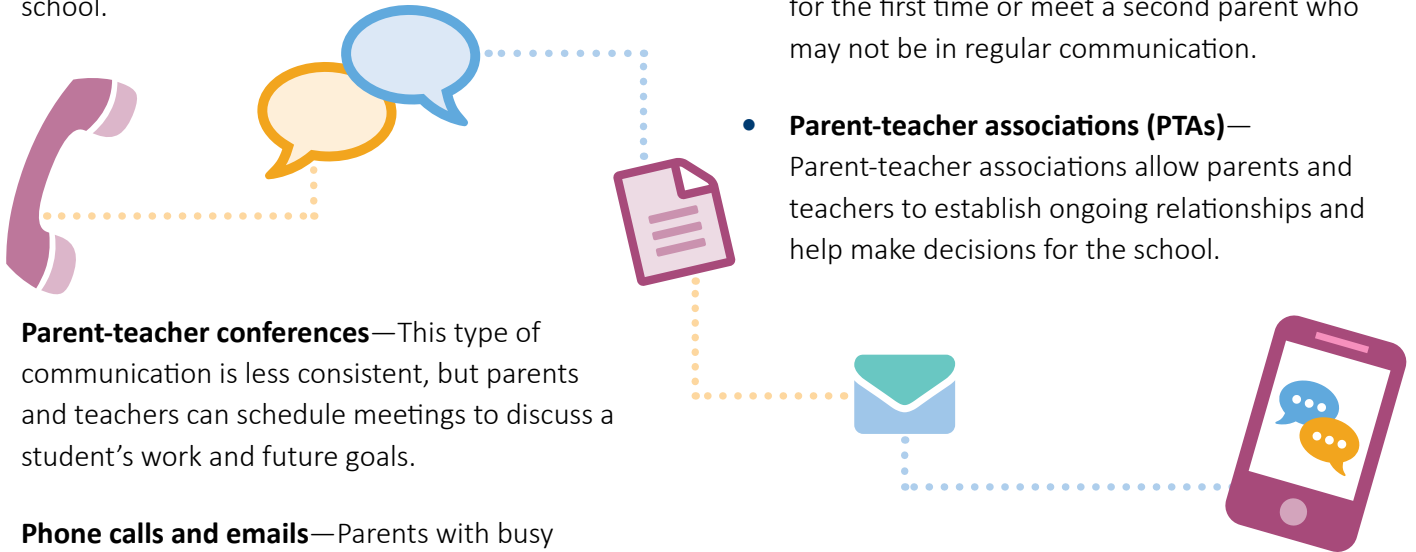 school.
Parent-teacher conferences—This type of
communication is less consistent, but parents
and teachers can schedule meetings to discuss a
student’s work and future goals.
Phone calls and emails—Parents with busy
for the first time or meet a second parent who
may not be in regular communication.
• Parent-teacher associations (PTAs)—
Parent-teacher associations allow parents and
teachers to establish ongoing relationships and
help make decisions for the school.